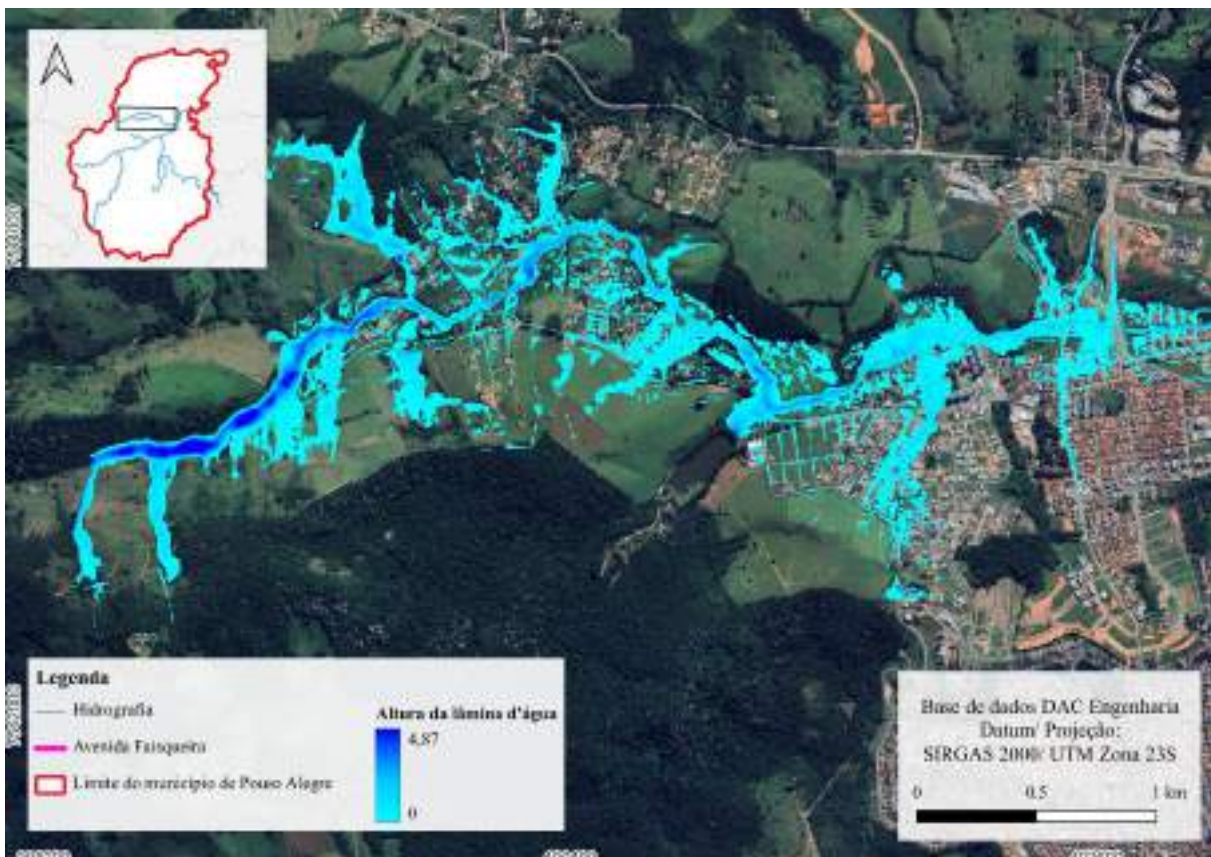 Legenda
Hidrografia
Avenida Faisqueira
Limite do município de Pouso Alegre
Altura da lâmina d'água
4,87
0
Base de dados DAC Engenharia
Datum/ Projeção:
SIRGAS 2000/ UTM Zona 23S
0
0.5
1 km